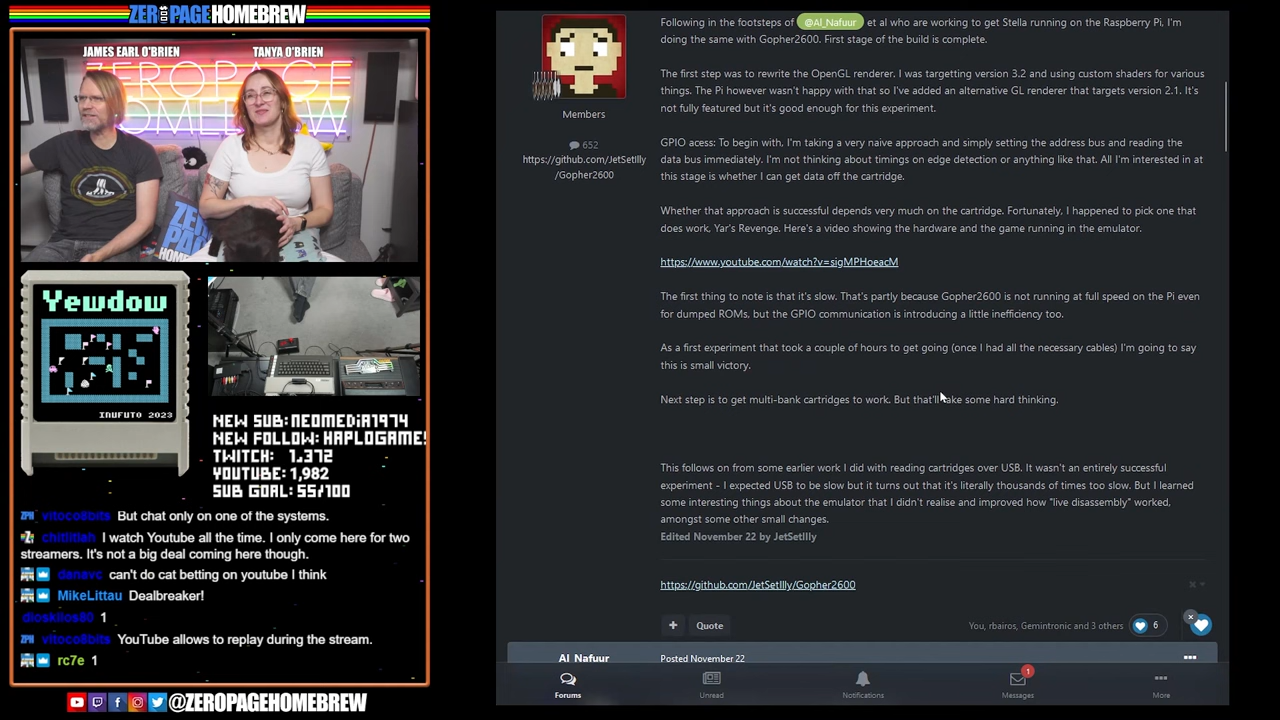 ZEROPAGEHOMEBREW
JAMES EARL O'BRIEN
TANYA O'BRIEN
ZEROPAGE
HOMEBREW
ZERO
PAGE
HOMEBREW
Yewdow
INUFUTO 2023
NEW SUB: NEOMEDIA1974
NEW FOLLOW: HAPLOGAMES
TWITCH: 1,372
YOUTUBE: 1,982
SUB GOAL: 55/100
vitoco8bits But chat only on one of the systems.
chitlitlah I watch Youtube all the time. I only come here for two
streamers. It's not a big deal coming here though.
danavc can't do cat betting on youtube I think
MikeLittau Dealbreaker!
dloskilos80 1
vitoco8bits YouTube allows to replay during the stream.
rc7e 1
@ZEROPAGEHOMEBREW
Members
652
https://github.com/JetSetIlly
/Gopher2600
Following in the footsteps of @Al_Nafuur et al who are working to get Stella running on the Raspberry Pi, I'm
doing the same with Gopher2600. First stage of the build is complete.
The first step was to rewrite the OpenGL renderer. I was targetting version 3.2 and using custom shaders for various
things. The Pi however wasn't happy with that so I've added an alternative GL renderer that targets version 2.1. It's
not fully featured but it's good enough for this experiment.
GPIO acess: To begin with, I'm taking a very naive approach and simply setting the address bus and reading the
data bus immediately. I'm not thinking about timings on edge detection or anything like that. All I'm interested in at
this stage is whether I can get data off the cartridge.
Whether that approach is successful depends very much on the cartridge. Fortunately, I happened to pick one that
does work, Yar's Revenge. Here's a video showing the hardware and the game running in the emulator.
https://www.youtube.com/watch?v=sigMPHoeacM
The first thing to note is that it's slow. That's partly because Gopher2600 is not running at full speed on the Pi even
for dumped ROMs, but the GPIO communication is introducing a little inefficiency too.
As a first experiment that took a couple of hours to get going (once I had all the necessary cables) I'm going to say
this is small victory.
Next step is to get multi-bank cartridges to work. But that'll take some hard thinking.
This follows on from some earlier work I did with reading cartridges over USB. It wasn't an entirely successful
experiment - I expected USB to be slow but it turns out that it's literally thousands of times too slow. But I learned
some interesting things about the emulator that I didn't realise and improved how "live disassembly" worked,
amongst some other small changes.
Edited November 22 by JetSetIlly
https://github.com/JetSetIlly/Gopher2600
+ Quote
You, rbairos, Gemintronic and 3 others 6
Al_Nafuur
Posted November 22
Forums
Unread
Notifications
1
Messages
More